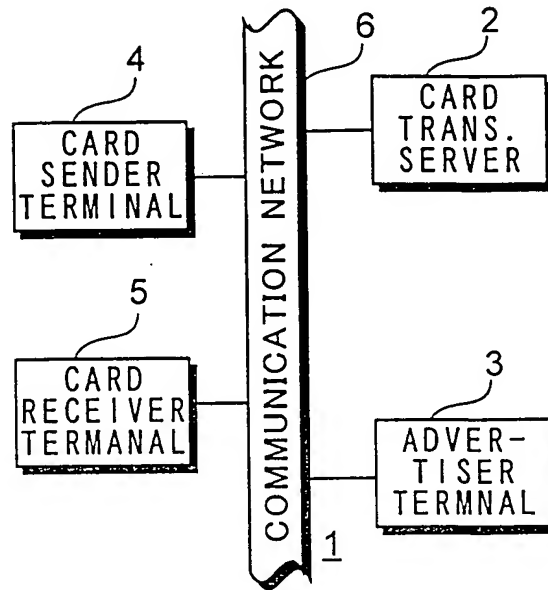 6
2
4
CARD
TRANS.
SERVER
CARD
SENDER
TERMINAL
COMMUNICATION NETWORK
5
3
CARD
RECEIVER
TERMANAL
ADVER-
TISER
TERMNAL
1